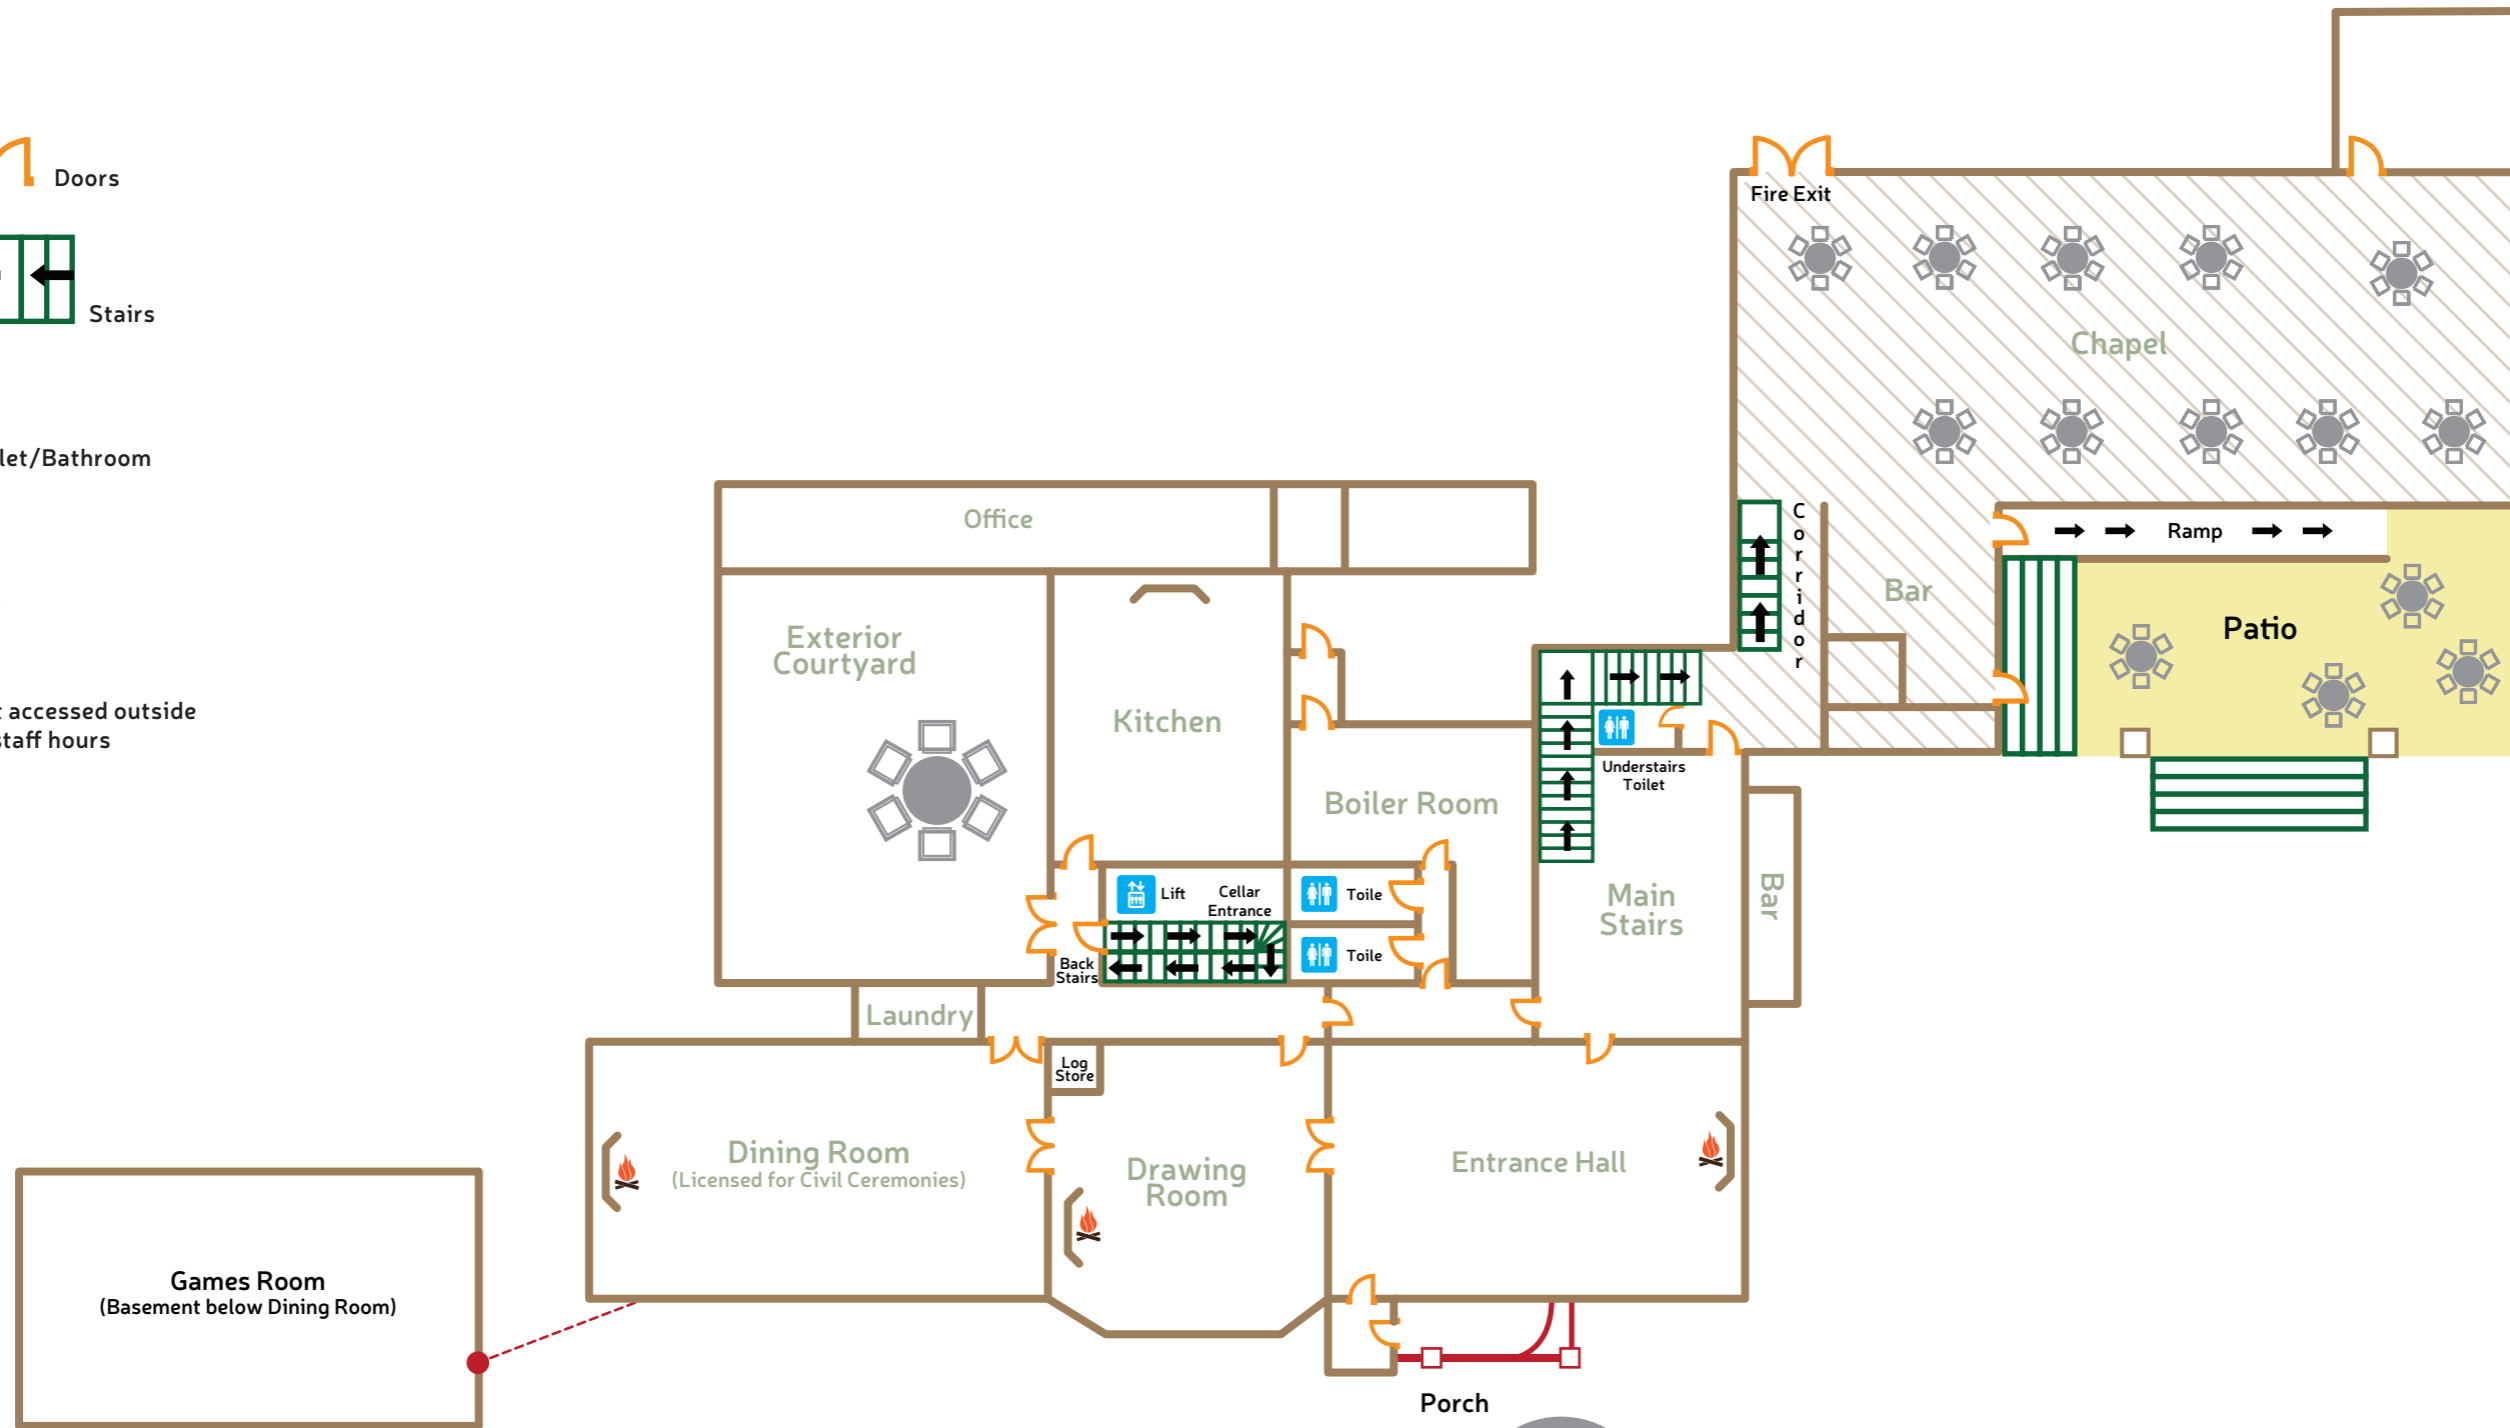 Doors
Stairs
let/Bathroom
t accessed outside
staff hours
Fire Exit
Chapel
Office
Corridor
Ramp
Bar
Patio
Exterior
Courtyard
Kitchen
Understairs
Toilet
Boiler Room
Lift
Cellar
Entrance
Toile
Main
Stairs
Bar
Toile
Back
Stairs
Laundry
Log
Store
Dining Room
(Licensed for Civil Ceremonies)
Drawing
Room
Entrance Hall
Games Room
(Basement below Dining Room)
Porch